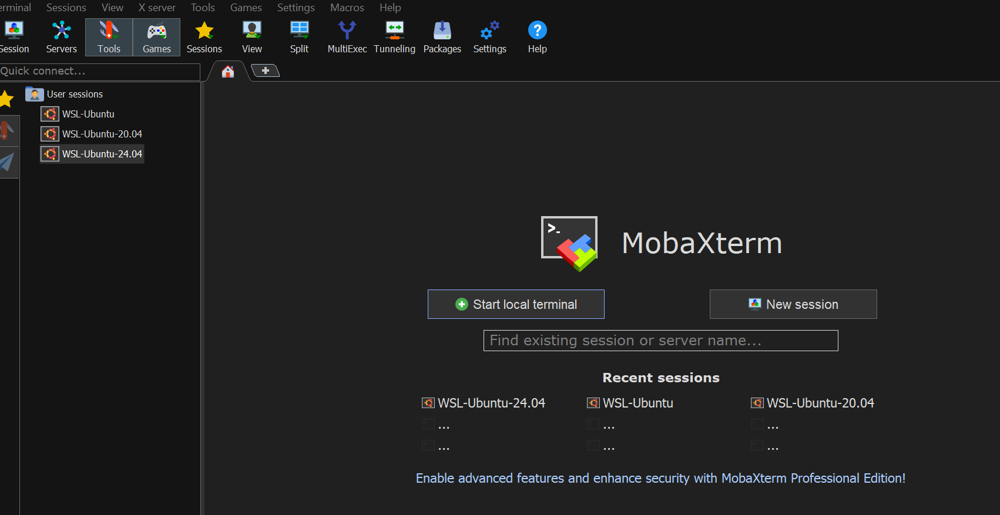 erminal Sessions View X server Tools Games Settings Macros Help
Session Servers Tools Games Sessions View Split MultiExec Tunneling Packages Settings Help
Quick connect...
User sessions
WSL-Ubuntu
WSL-Ubuntu-20.04
WSL-Ubuntu-24.04
>_
MobaXterm
Start local terminal New session
Find existing session or server name...
Recent sessions
WSL-Ubuntu-24.04 WSL-Ubuntu WSL-Ubuntu-20.04
... ... ...
... ... ...
Enable advanced features and enhance security with MobaXterm Professional Edition!